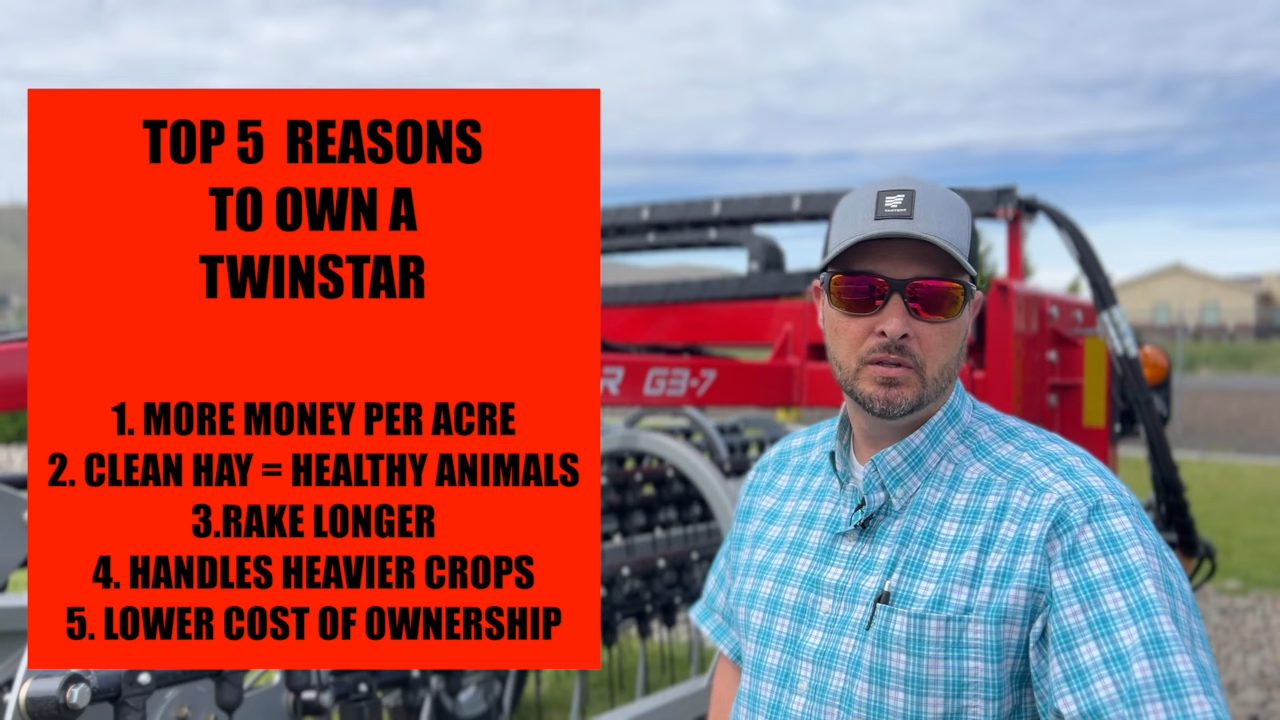 TOP 5 REASONS
TO OWN A
TWINSTAR
1. MORE MONEY PER ACRE
2. CLEAN HAY = HEALTHY ANIMALS
3.RAKE LONGER
4. HANDLES HEAVIER CROPS
5. LOWER COST OF OWNERSHIP
R G3-7